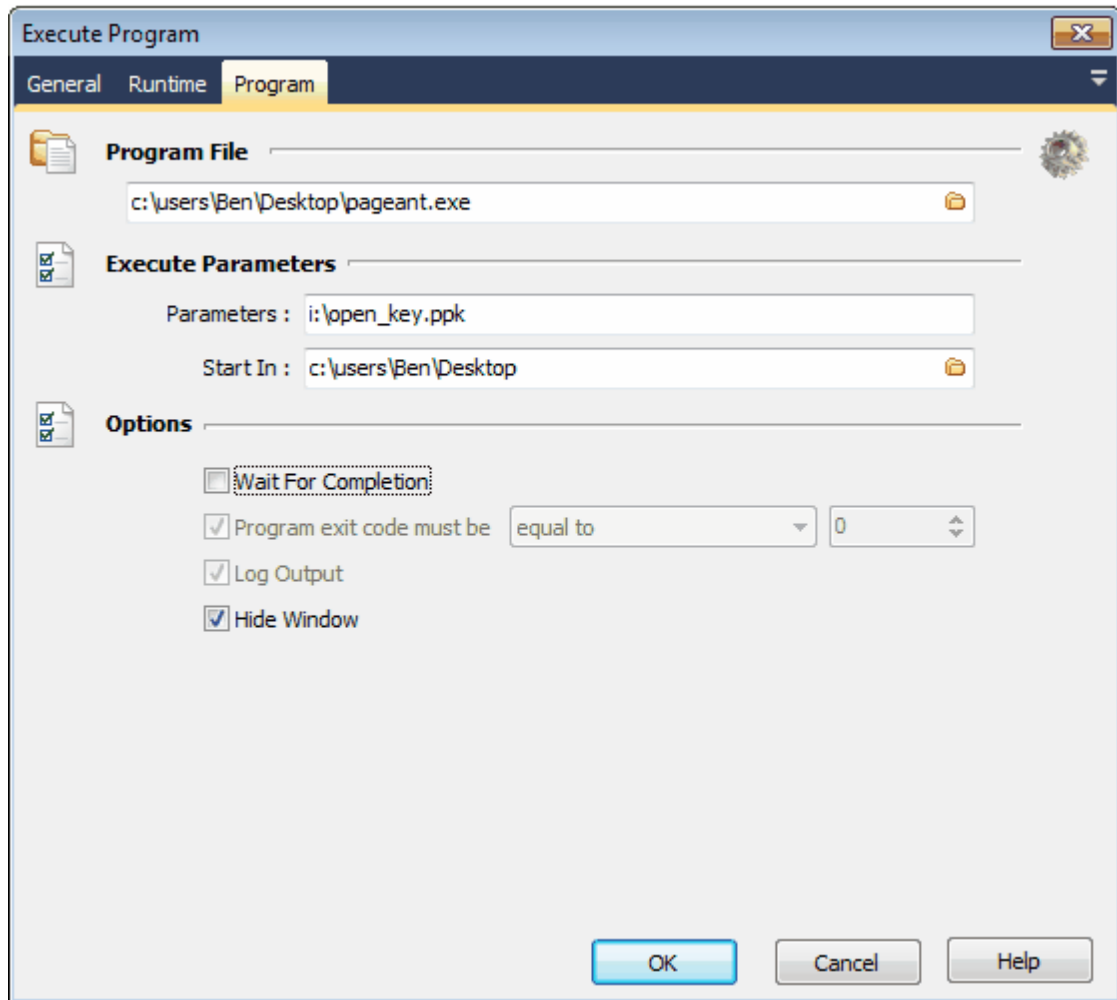 Execute Program
General Runtime Program
Program File
c:\users\Ben\Desktop\pageant.exe
Execute Parameters
Parameters : i:\open_key.ppk
Start In : c:\users\Ben\Desktop
Options
Wait For Completion
Program exit code must be equal to 0
Log Output
Hide Window
OK Cancel Help